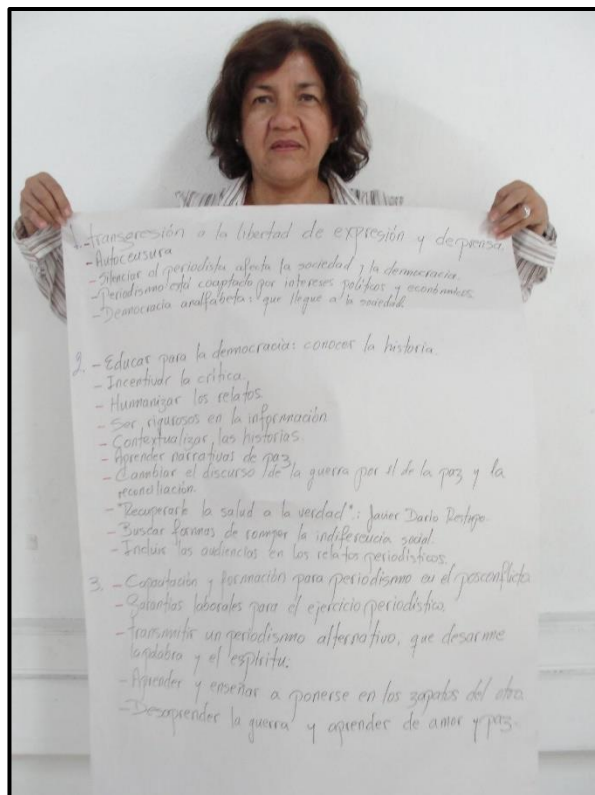 1. - Transgresión a la libertad de expresión y de prensa
- Autocensura
- Silenciar al periodista afecta la sociedad y la democracia.
- Periodismo está cooptado por intereses políticos y económicos.
- Democracia analfabeta: que llegue a la sociedad.
2. - Educar para la democracia: conocer la historia.
- Incentivar la crítica.
- Humanizar los relatos
- Ser rigurosos en la información.
- Contextualizar las historias.
- Aprender narrativas de paz
- Cambiar el discurso de la guerra por el de la paz y la
reconciliación.
- "Recuperarle la salud a la verdad".: Javier Darío Restrepo
- Buscar formas de romper la indiferencia social.
- Incluir las audiencias en los relatos periodísticos.
3. - Capacitación y formación para periodismo en el posconflicto
- Garantías laborales para el ejercicio periodístico
- Transmitir un periodismo alternativo, que desarme
la palabra y el espíritu.
- Aprender y enseñar a ponerse en los zapatos del otro
- Desaprender la guerra y aprender de amor y paz.